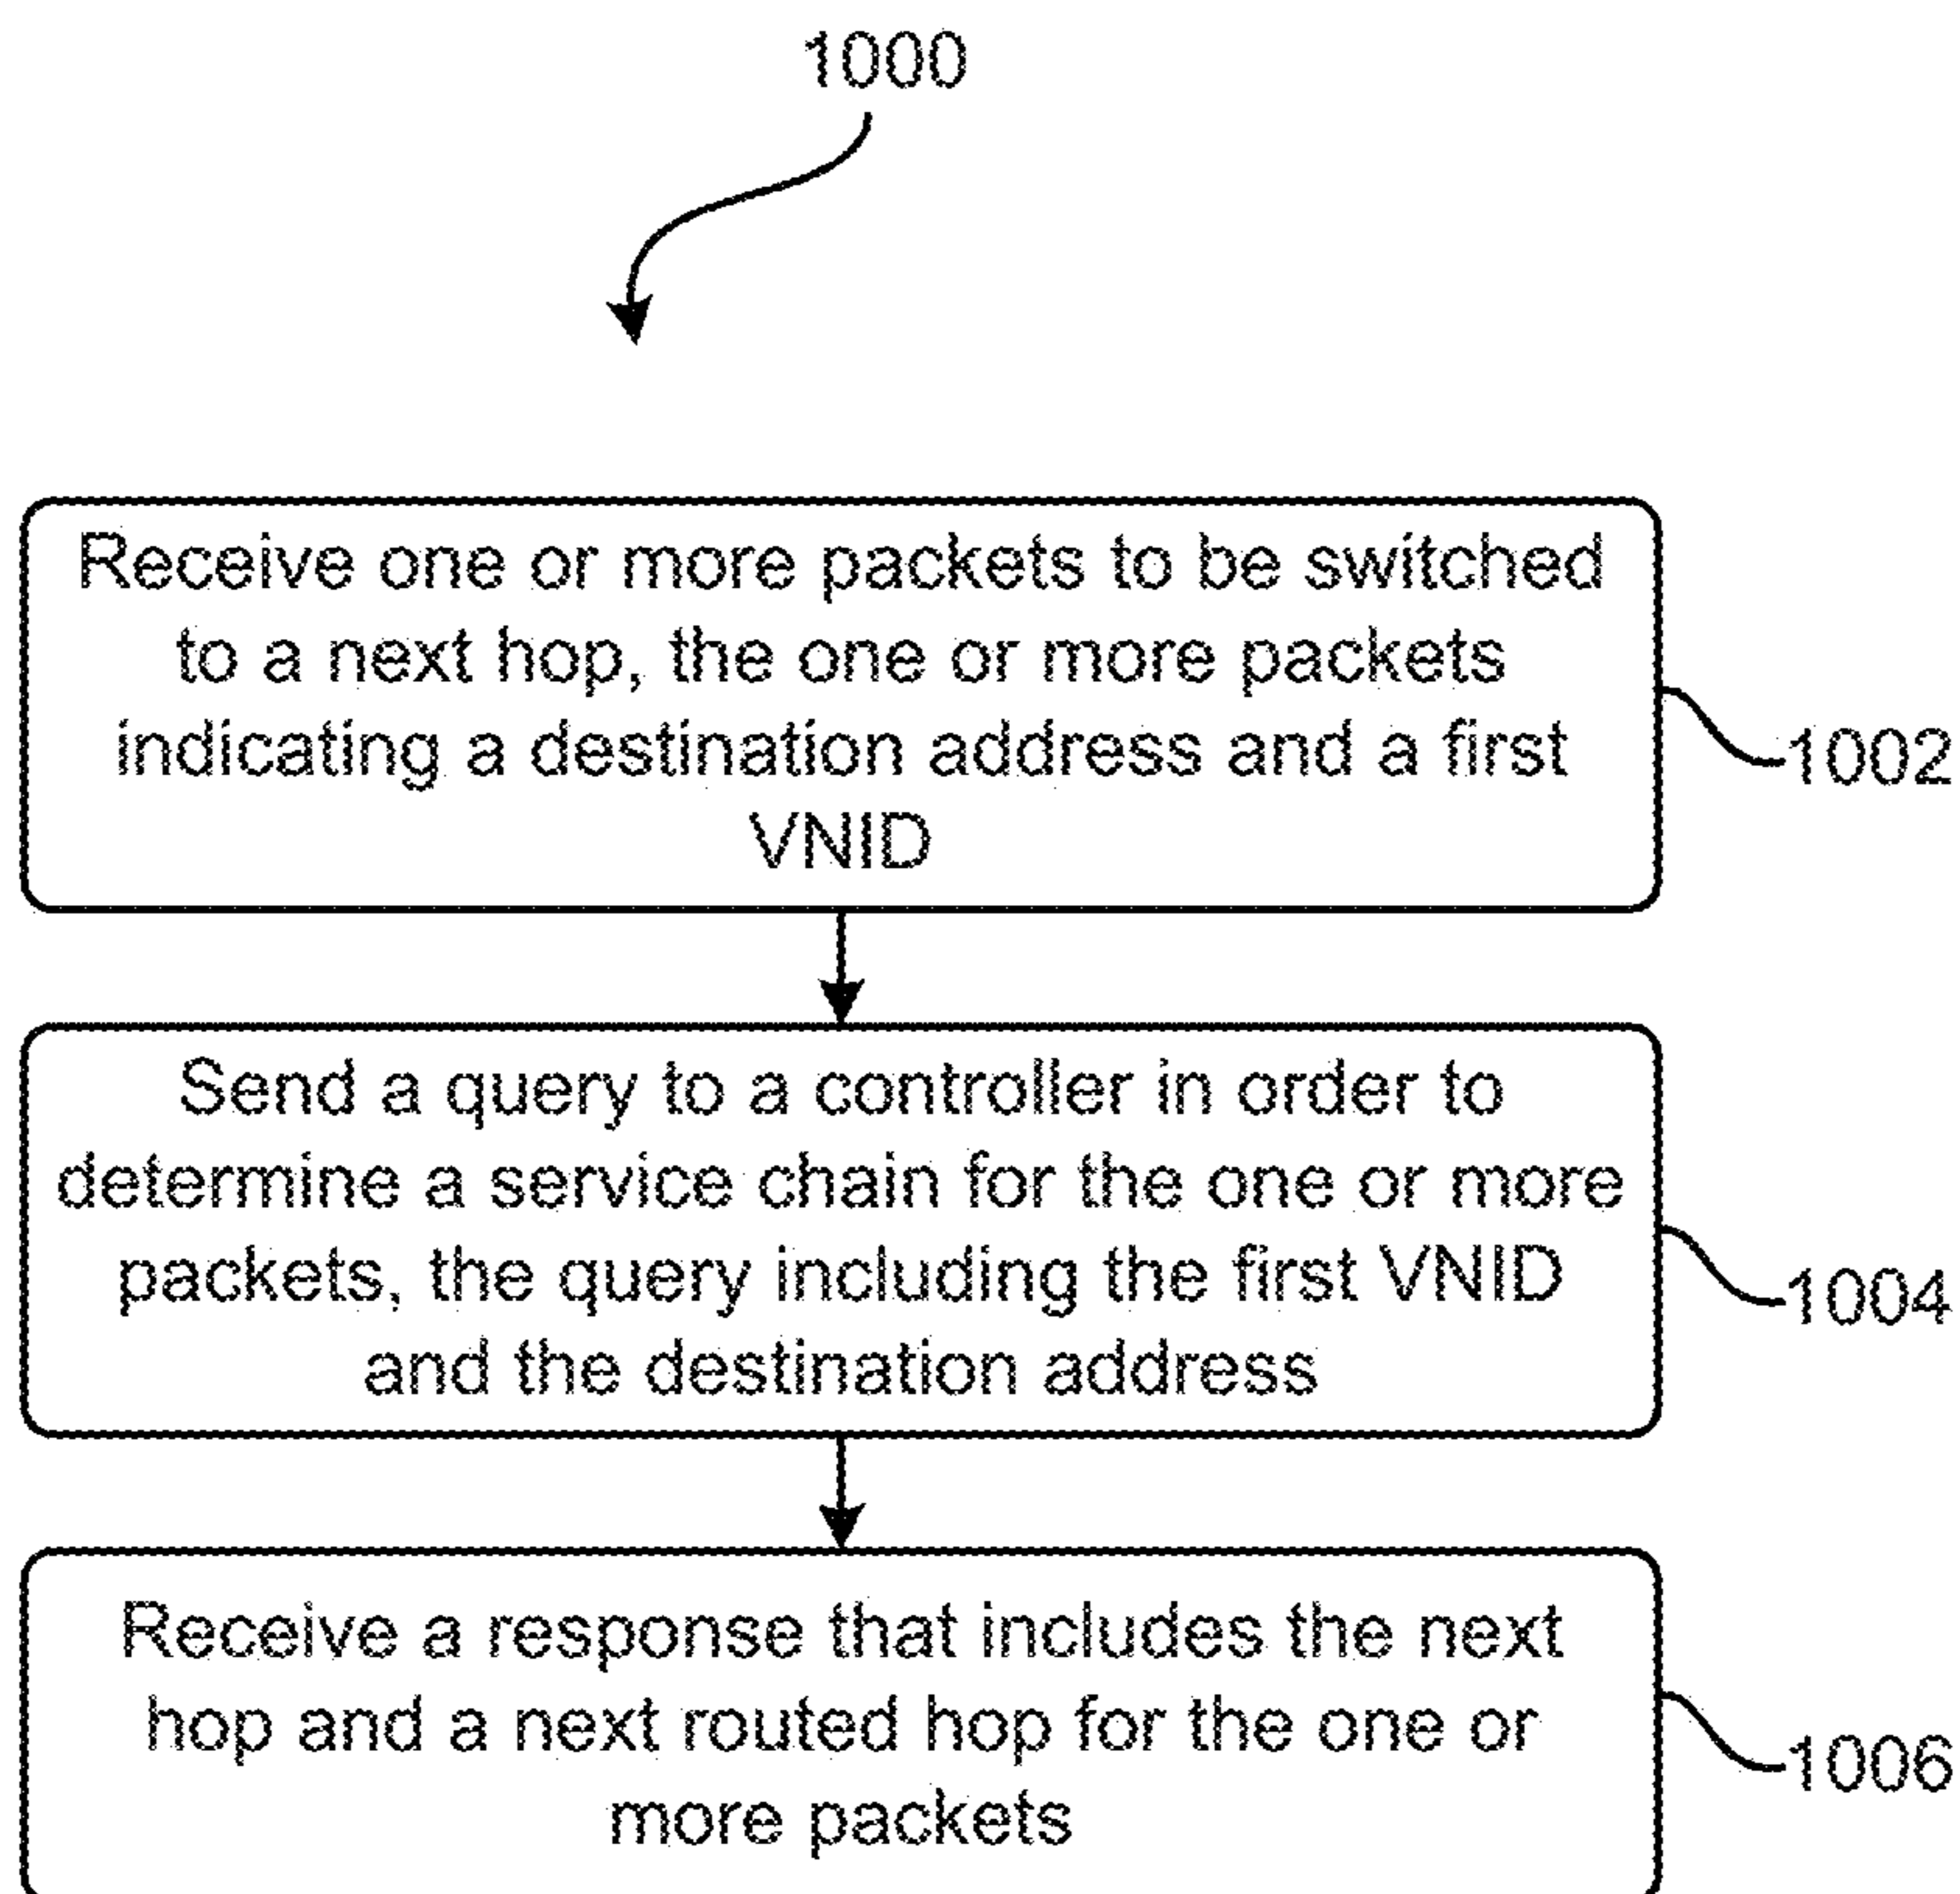 1000
Receive one or more packets to be switched
to a next hop, the one or more packets
indicating a destination address and a first
VNID
1002
Send a query to a controller in order to
determine a service chain for the one or more
packets, the query including the first VNID
and the destination address
1004
Receive a response that includes the next
hop and a next routed hop for the one or
more packets
1006